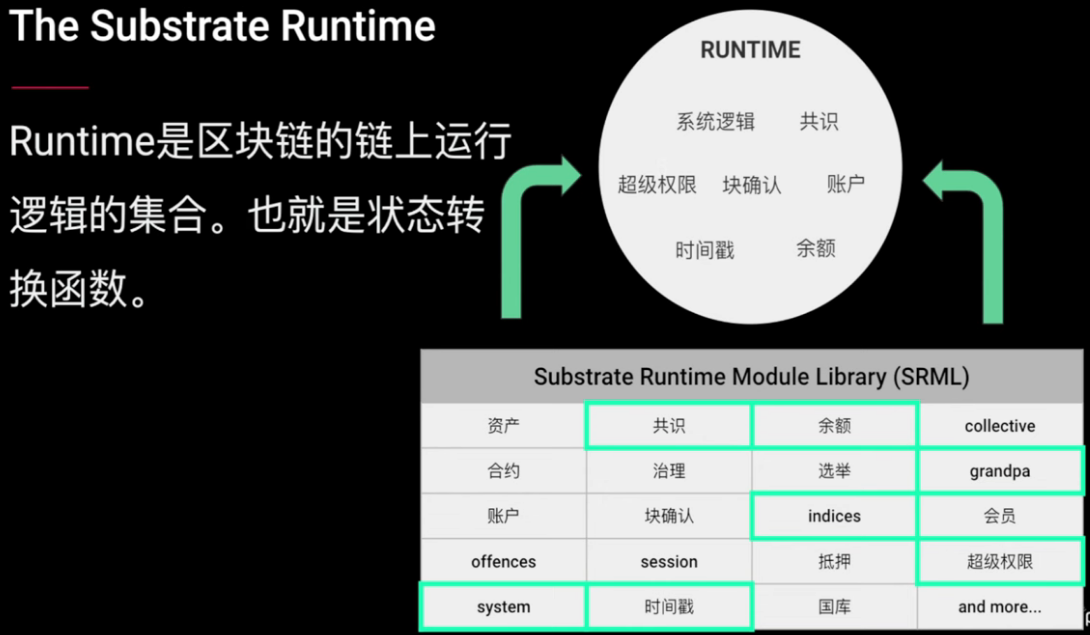 The Substrate Runtime
Runtime是区块链的链上运行
逻辑的集合。也就是状态转
换函数。
RUNTIME
系统逻辑 共识
超级权限 块确认 账户
时间戳 余额
Substrate Runtime Module Library (SRML)
资产 共识 余额 collective
合约 治理 选举 grandpa
账户 块确认 indices 会员
offences session 抵押 超级权限
system 时间戳 国库 and more...